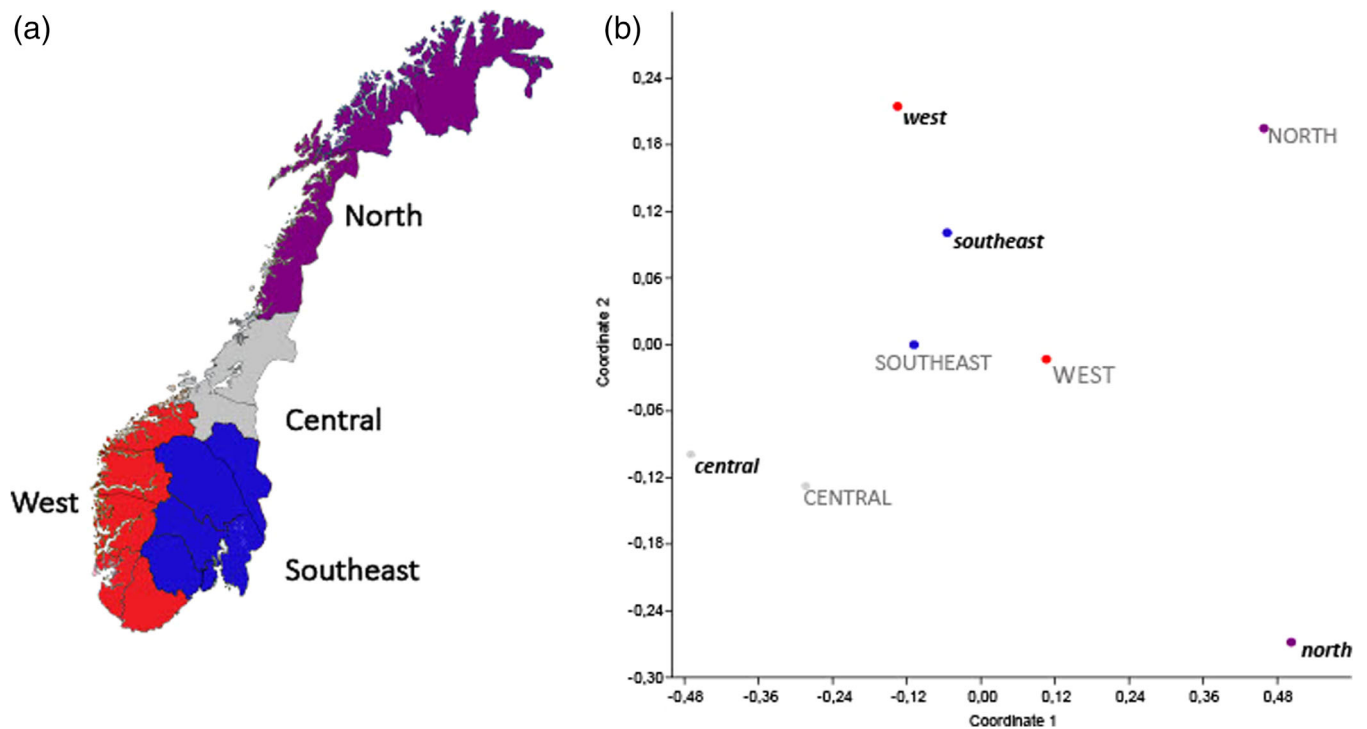 (a)
North
Central
West
Southeast
(b)
Coordinate 2
0,24
0,18
0,12
0,06
0,00
-0,06
-0,12
-0,18
-0,24
-0,30
west
NORTH
southeast
SOUTHEAST
WEST
central
CENTRAL
north
-0,48 -0,36 -0,24 -0,12 0,00 0,12 0,24 0,36 0,48
Coordinate 1